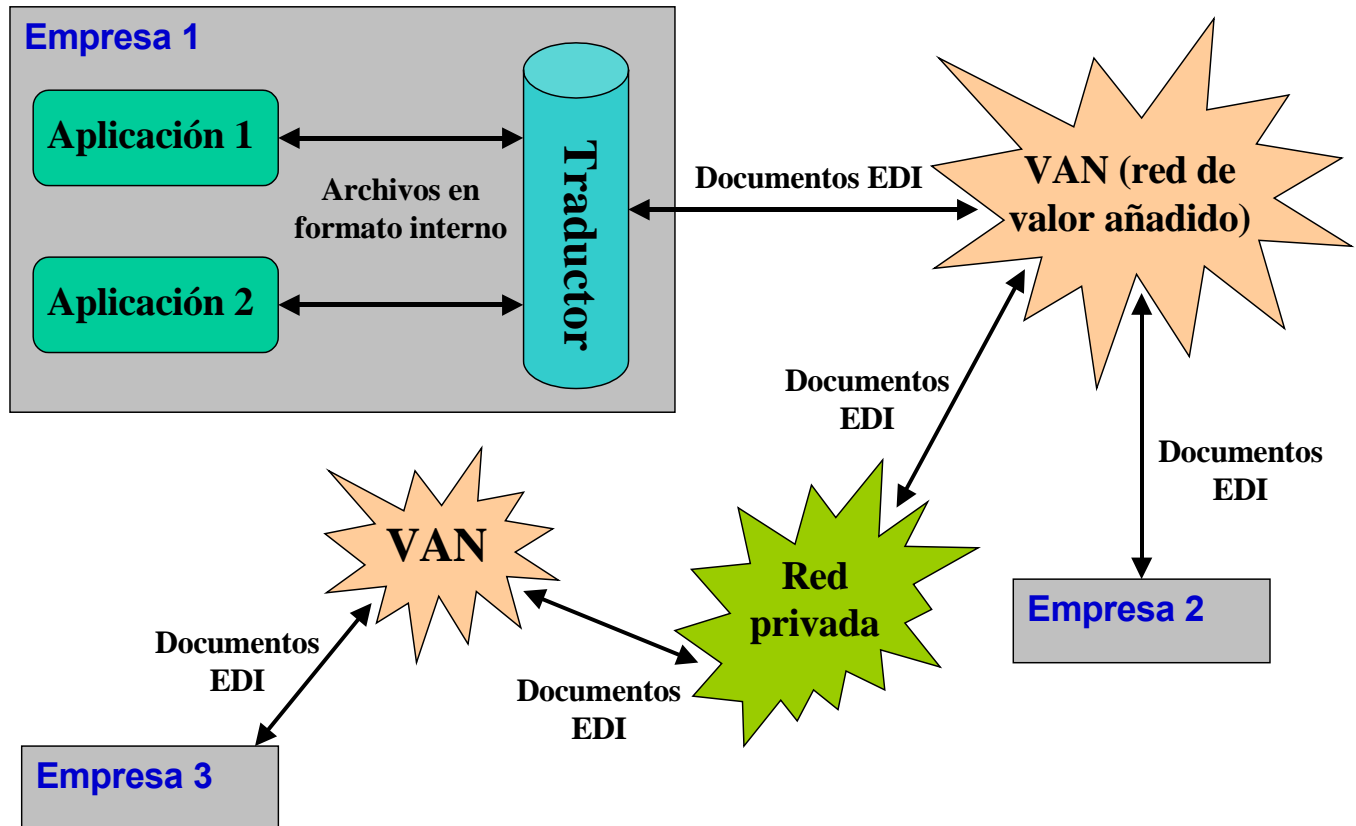 Empresa 1
Aplicación 1
Archivos en
formato interno
Aplicación 2
Traductor
Documentos EDI
VAN (red de
valor añadido)
Documentos
EDI
Documentos
EDI
Empresa 2
Red
privada
VAN
Documentos
EDI
Documentos
EDI
Empresa 3